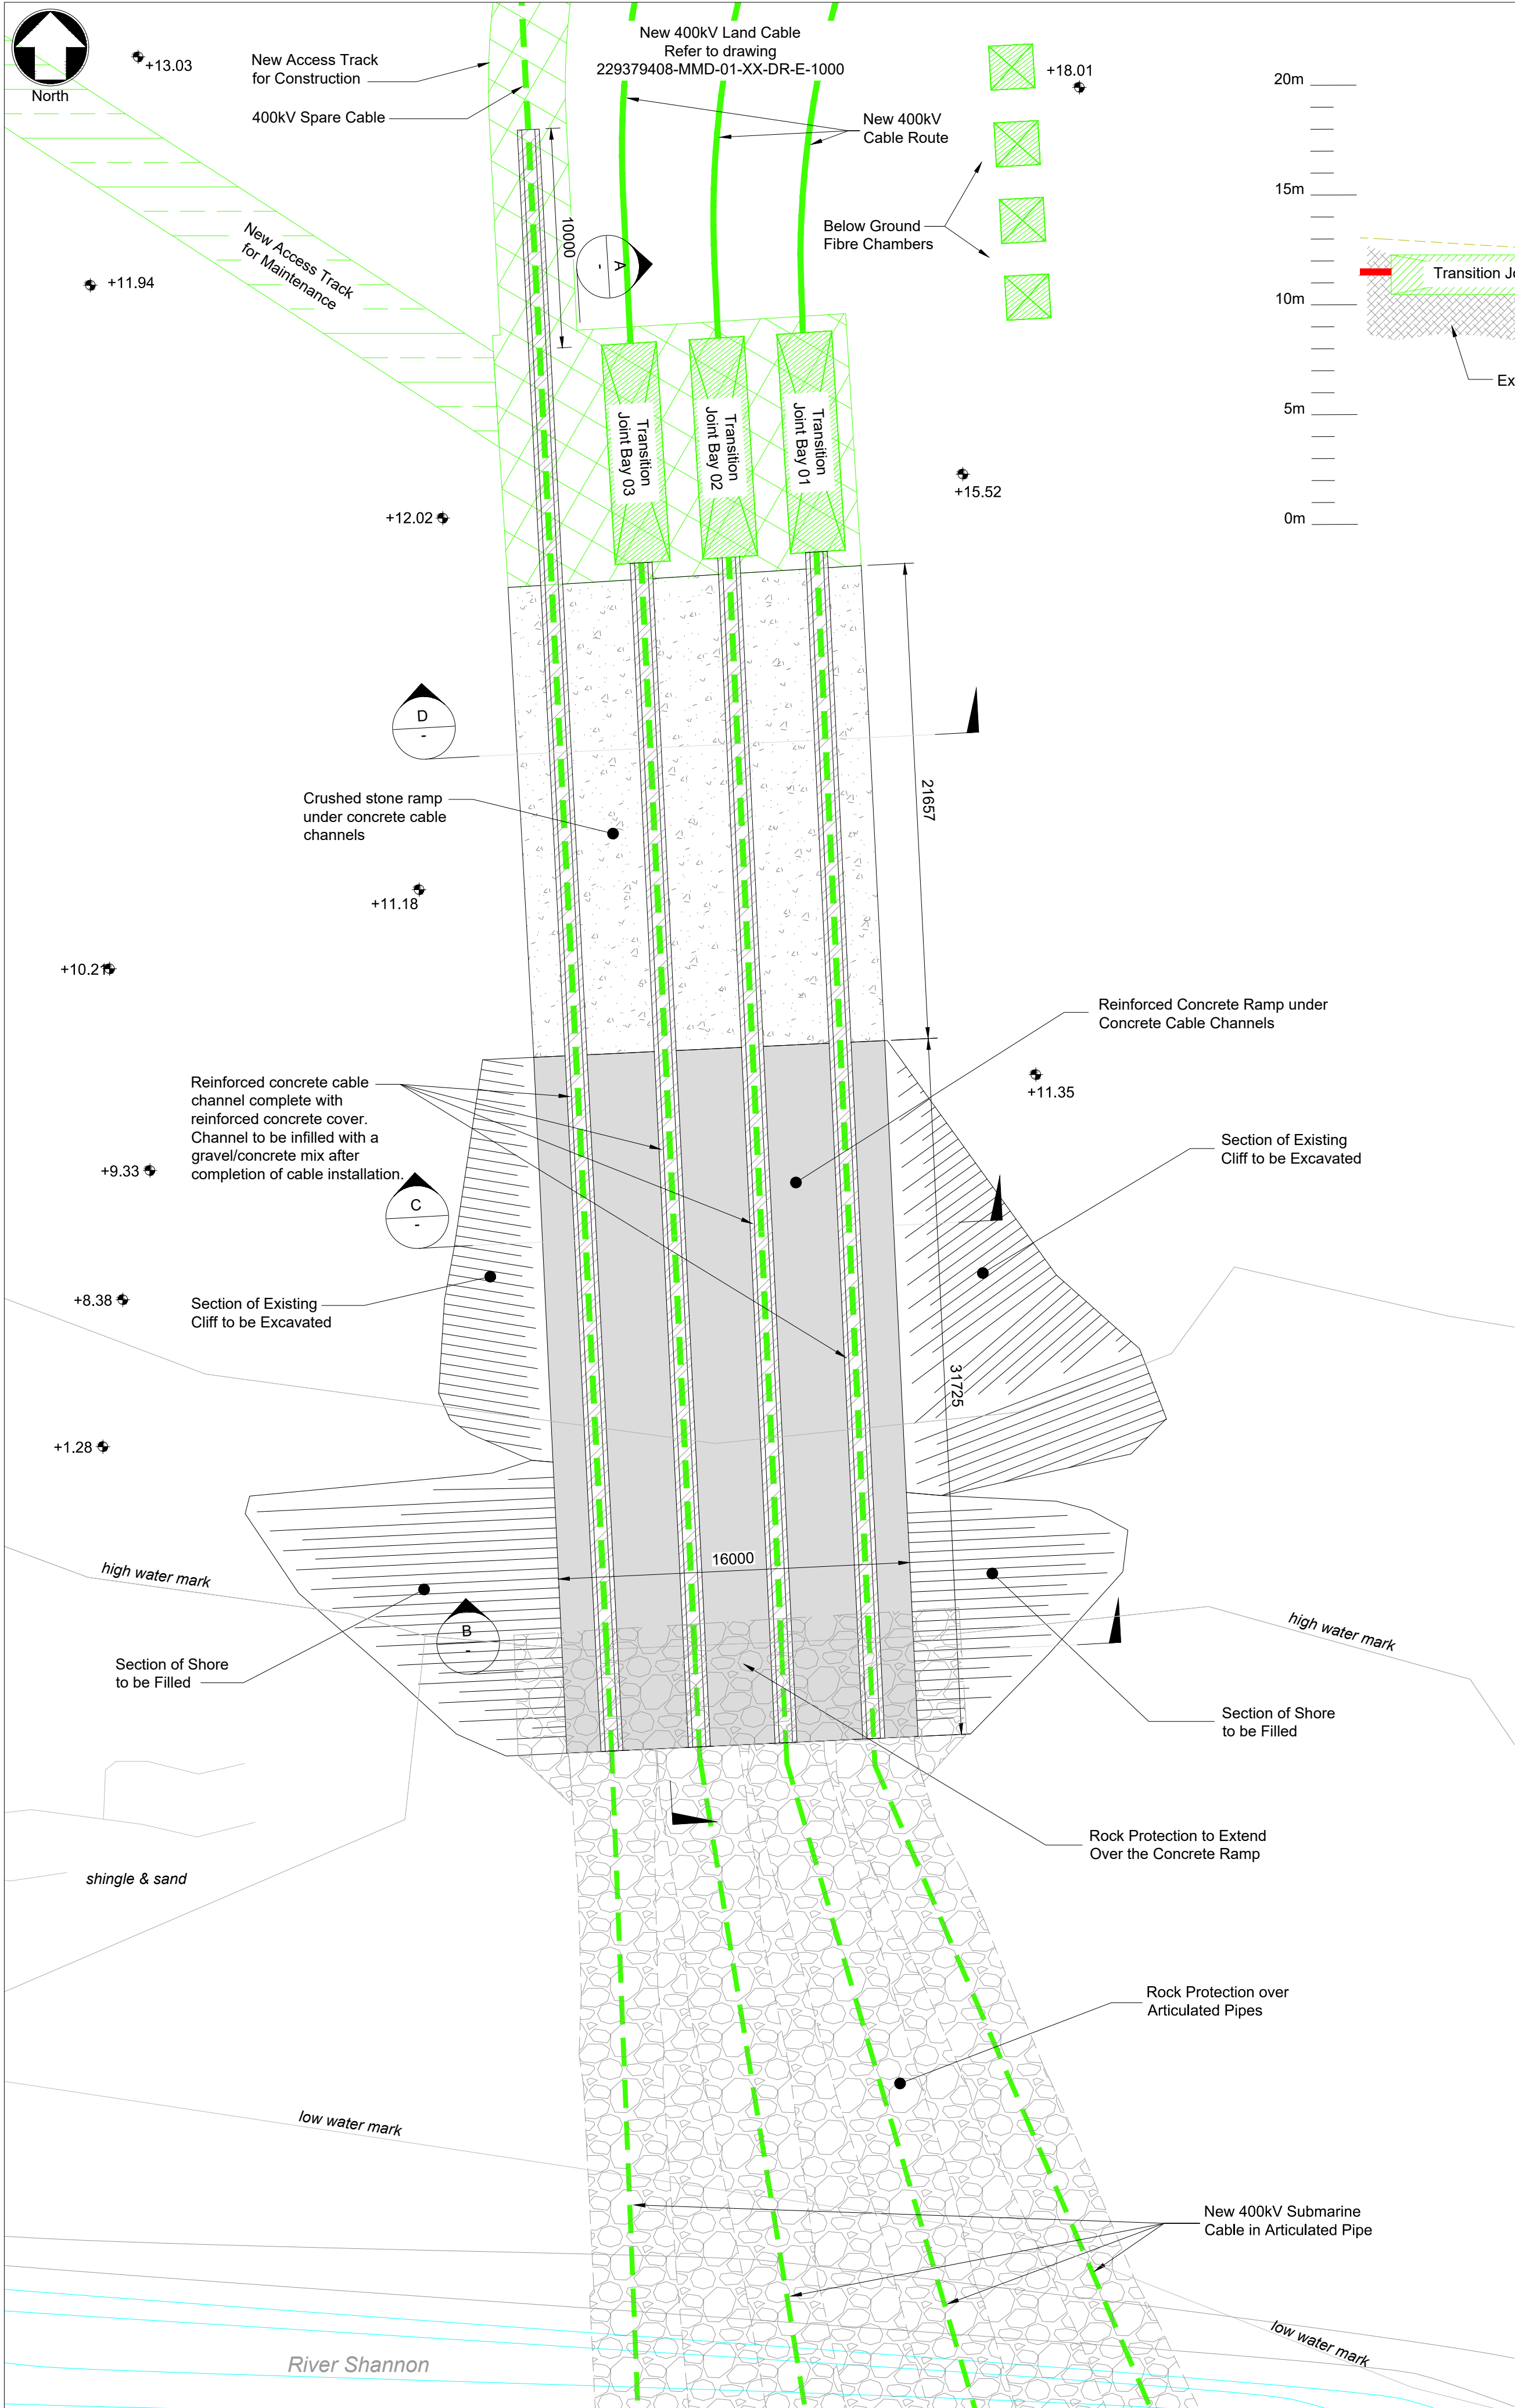 North
+13.03
New Access Track
for Construction
400kV Spare Cable
New 400kV Land Cable
Refer to drawing
229379408-MMD-01-XX-DR-E-1000
New 400kV
Cable Route
+18.01
Below Ground
Fibre Chambers
20m
15m
10m
5m
0m
Transition Jo
Ex
+11.94
New Access Track
for Maintenance
10000
A
-
Transition
Joint Bay 03
Transition
Joint Bay 02
Transition
Joint Bay 01
+15.52
+12.02
D
-
21657
Crushed stone ramp
under concrete cable
channels
+11.18
+10.21
Reinforced Concrete Ramp under
Concrete Cable Channels
+11.35
Reinforced concrete cable
channel complete with
reinforced concrete cover.
Channel to be infilled with a
gravel/concrete mix after
completion of cable installation.
+9.33
Section of Existing
Cliff to be Excavated
C
-
+8.38
Section of Existing
Cliff to be Excavated
31725
+1.28
16000
high water mark
high water mark
B
-
Section of Shore
to be Filled
Section of Shore
to be Filled
Rock Protection to Extend
Over the Concrete Ramp
shingle & sand
Rock Protection over
Articulated Pipes
low water mark
New 400kV Submarine
Cable in Articulated Pipe
low water mark
River Shannon